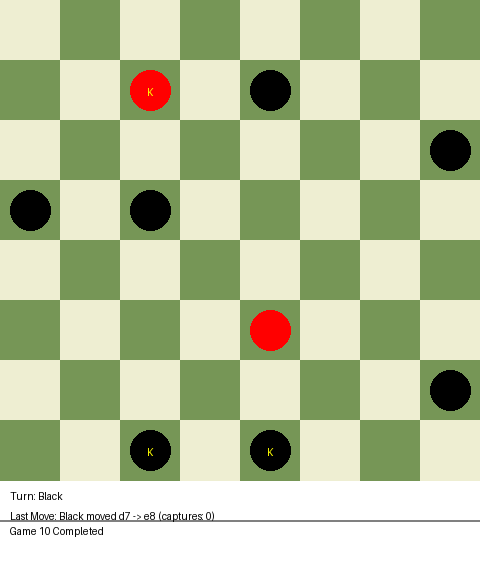 K
K
K
Turn: Black
Last Move: Black moved d7 -> e8 (captures: 0)
Game 10 Completed